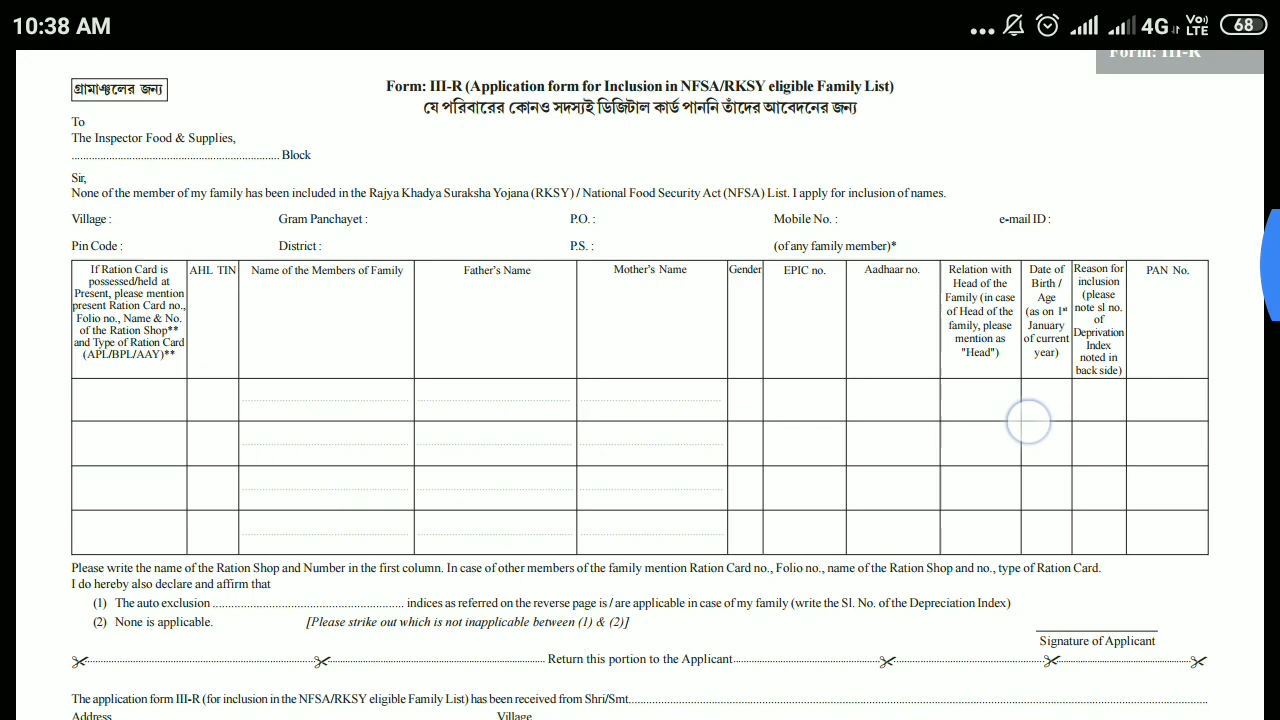 10:38 AM
4G
Vo) LTE
68
Form: III-R
গ্রামাঞ্চলের জন্য
Form: III-R (Application form for Inclusion in NFSA/RKSY eligible Family List)
যে পরিবারের কোনও সদস্যই ডিজিটাল কার্ড পাননি তাঁদের আবেদনের জন্য
To
The Inspector Food & Supplies,
........................................................................ Block
Sir,
None of the member of my family has been included in the Rajya Khadya Suraksha Yojana (RKSY) / National Food Security Act (NFSA) List. I apply for inclusion of names.
Village : Gram Panchayet : P.O. : Mobile No. : e-mail ID :
Pin Code : District : P.S. : (of any family member)*
If Ration Card is
possessed/held at
Present, please mention
present Ration Card no.,
Folio no., Name & No.
of the Ration Shop**
and Type of Ration Card
(APL/BPL/AAY)**
AHL TIN
Name of the Members of Family
Father's Name
Mother's Name
Gender
EPIC no.
Aadhaar no.
Relation with
Head of the
Family (in case
of Head of the
family, please
mention as
"Head")
Date of
Birth /
Age
(as on 1st
January
of current
year)
Reason for
inclusion
(please
note sl no.
of
Deprivation
Index
noted in
back side)
PAN No.
Please write the name of the Ration Shop and Number in the first column. In case of other members of the family mention Ration Card no., Folio no., name of the Ration Shop and no., type of Ration Card.
I do hereby also declare and affirm that
(1) The auto exclusion ................................................................ indices as referred on the reverse page is / are applicable in case of my family (write the Sl. No. of the Depreciation Index)
(2) None is applicable. [Please strike out which is not inapplicable between (1) & (2)]
Signature of Applicant
Return this portion to the Applicant
The application form III-R (for inclusion in the NFSA/RKSY eligible Family List) has been received from Shri/Smt.
Address Village